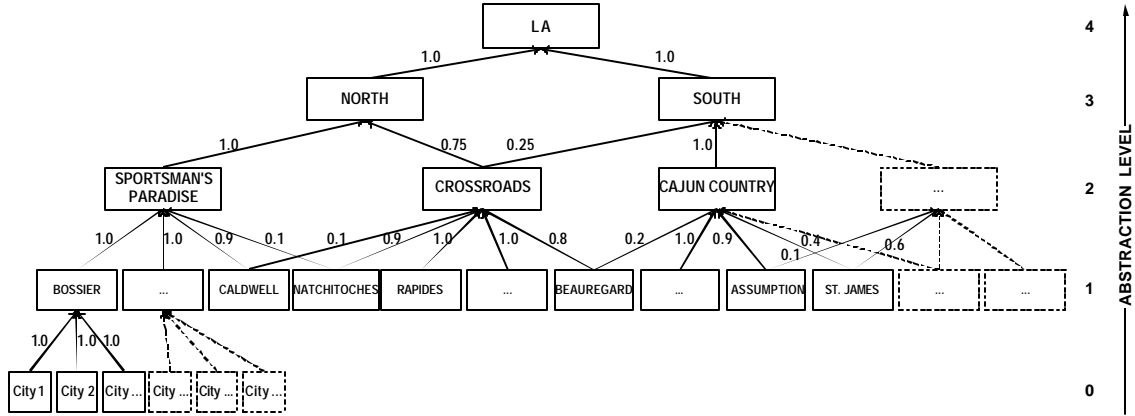 LA
4
1.0
1.0
NORTH
SOUTH
3
1.0
0.75
0.25
1.0
SPORTSMAN'S
PARADISE
CROSSROADS
CAJUN COUNTRY
...
2
1.0
1.0
0.9
0.1
0.1
0.9
1.0
1.0
0.8
0.2
1.0
0.9
0.4
0.1
0.6
BOSSIER
...
CALDWELL
NATCHITOCHES
RAPIDES
...
BEAUREGARD
...
ASSUMPTION
ST. JAMES
...
...
1
1.0
1.0
1.0
City 1
City 2
City ...
City ...
City ...
City ...
0
ABSTRACTION LEVEL